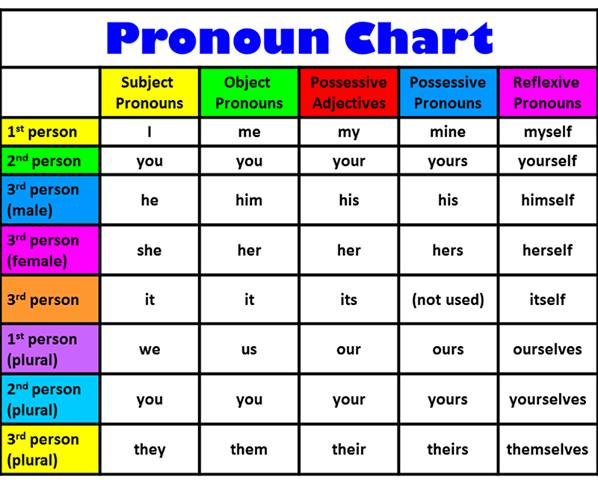 Pronoun Chart
Subject Pronouns Object Pronouns Possessive Adjectives Possessive Pronouns Reflexive Pronouns
1st person I me my mine myself
2nd person you you your yours yourself
3rd person (male) he him his his himself
3rd person (female) she her her hers herself
3rd person it it its (not used) itself
1st person (plural) we us our ours ourselves
2nd person (plural) you you your yours yourselves
3rd person (plural) they them their theirs themselves